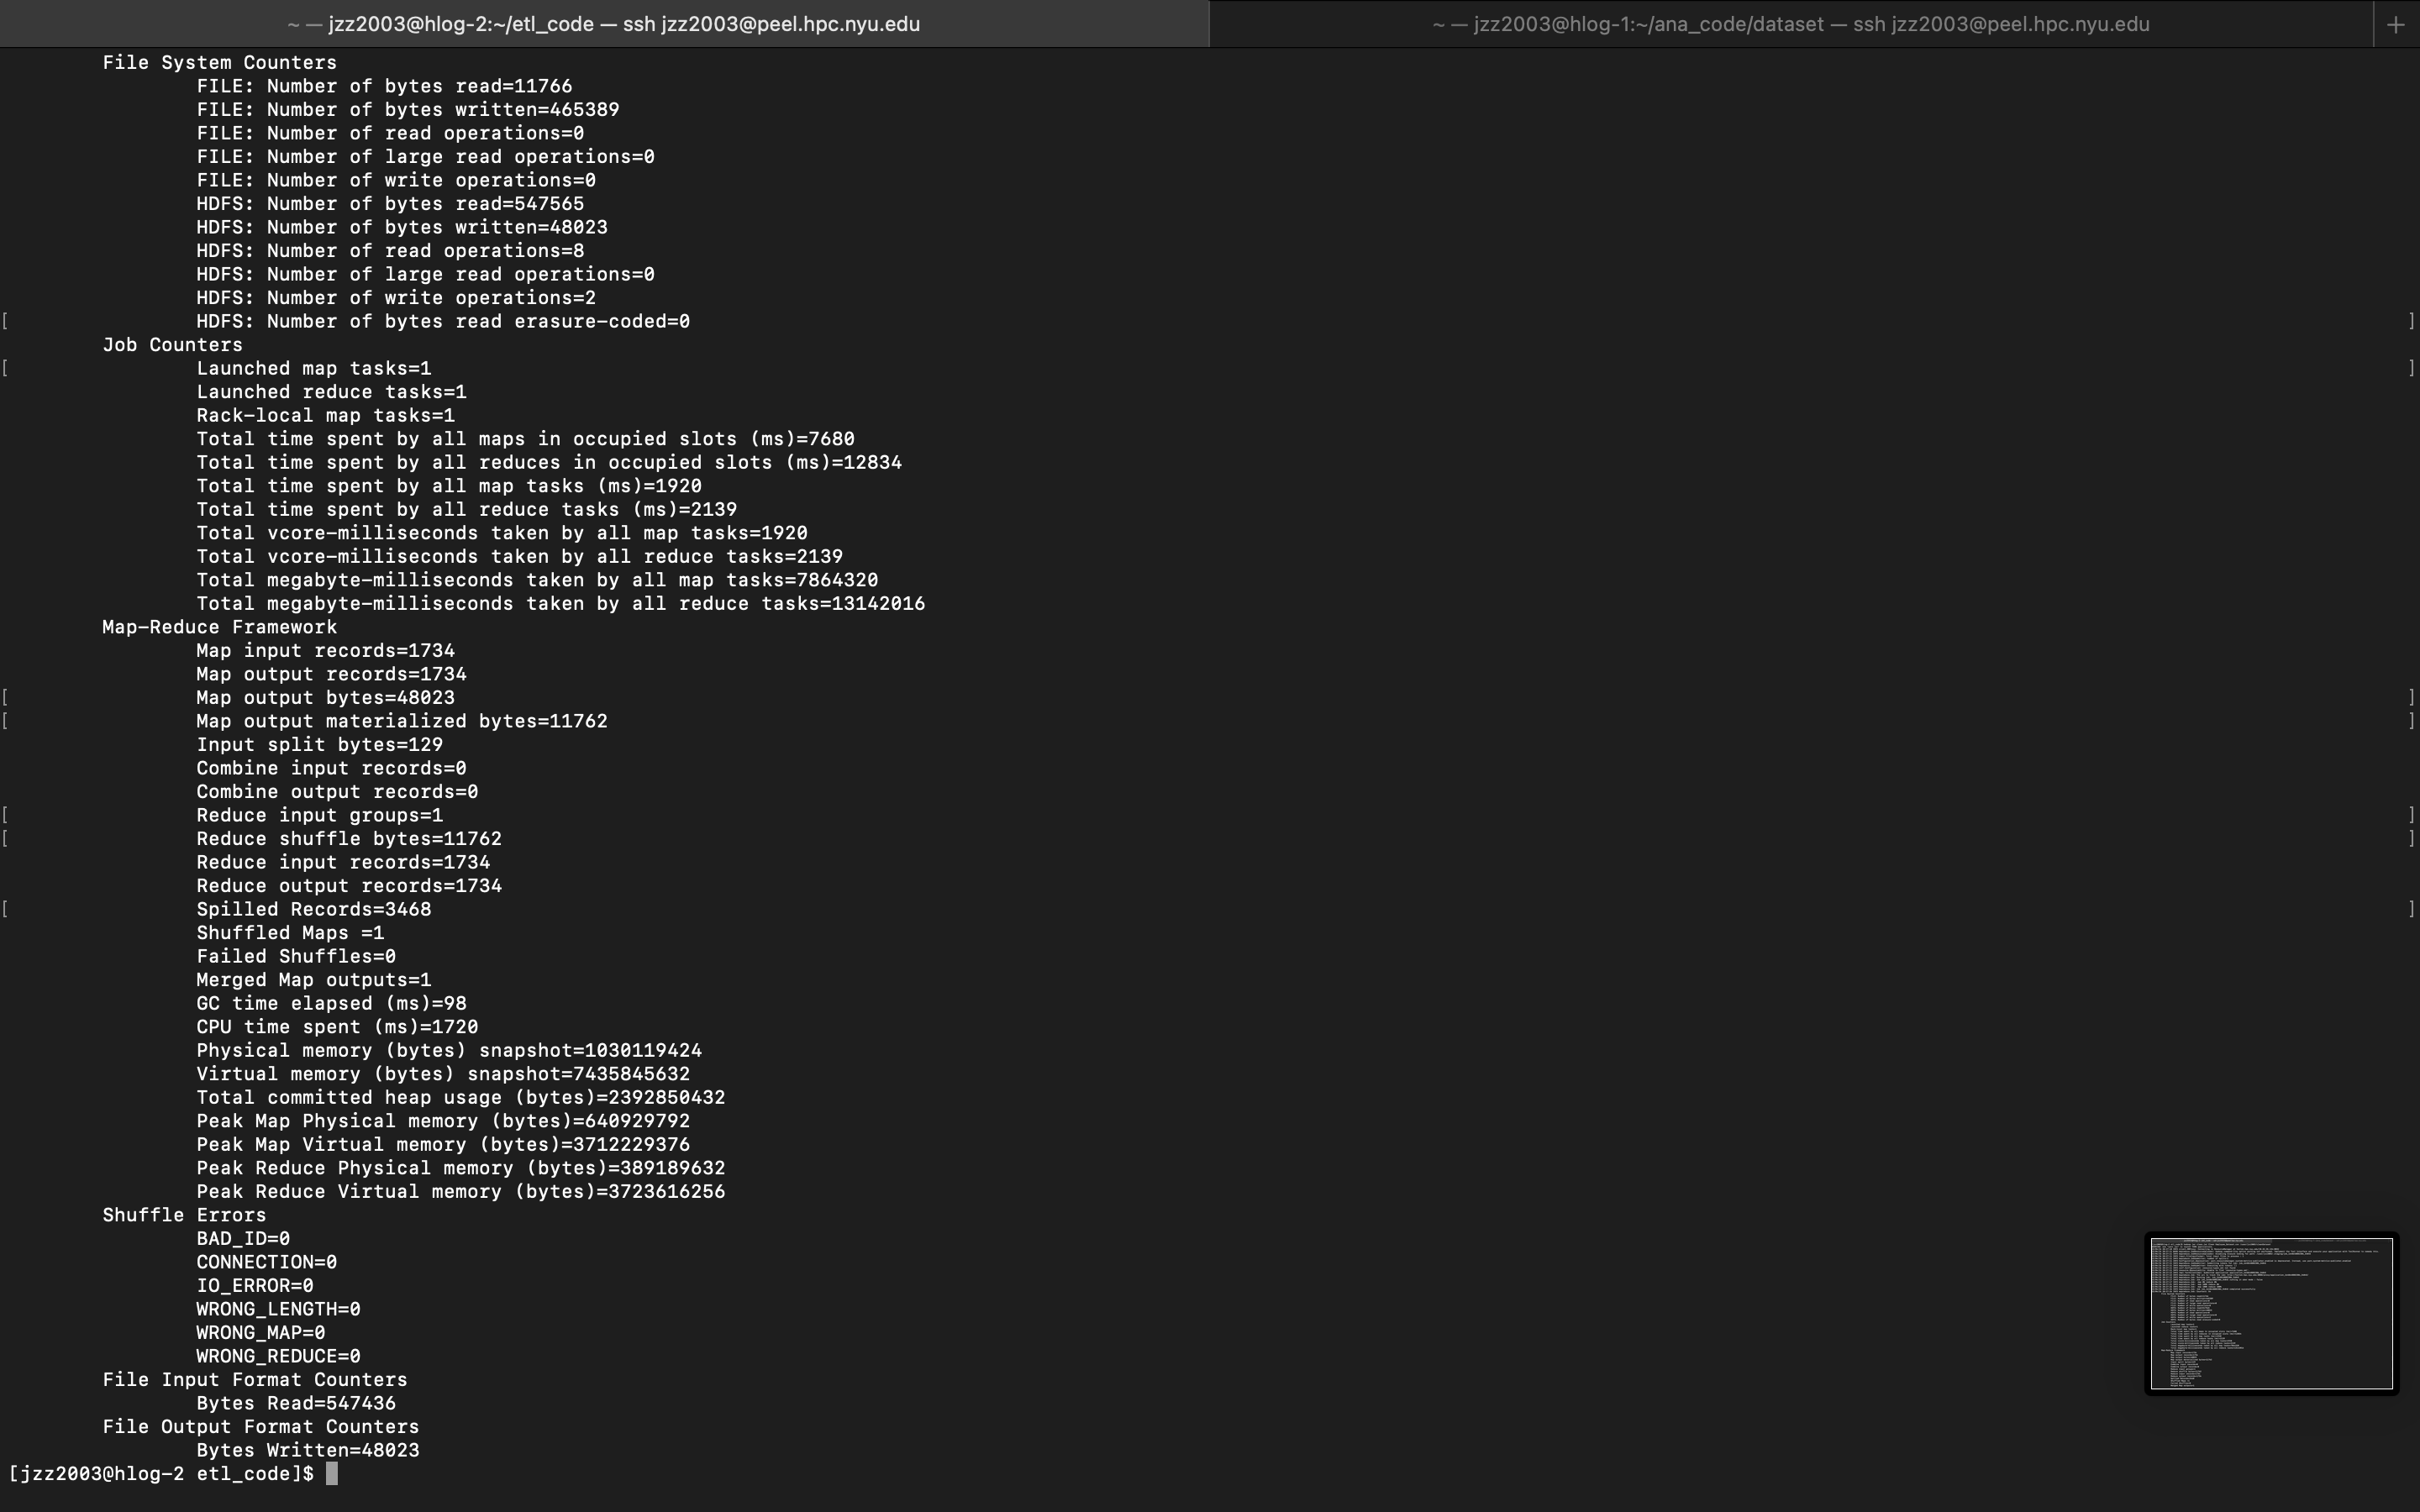 ~ — jzz2003@hlog-2:~/etl_code — ssh jzz2003@peel.hpc.nyu.edu
~ — jzz2003@hlog-1:~/ana_code/dataset — ssh jzz2003@peel.hpc.nyu.edu
+
File System Counters
FILE: Number of bytes read=11766
FILE: Number of bytes written=465389
FILE: Number of read operations=0
FILE: Number of large read operations=0
FILE: Number of write operations=0
HDFS: Number of bytes read=547565
HDFS: Number of bytes written=48023
HDFS: Number of read operations=8
HDFS: Number of large read operations=0
HDFS: Number of write operations=2
[ HDFS: Number of bytes read erasure-coded=0 ]
Job Counters
[ Launched map tasks=1 ]
Launched reduce tasks=1
Rack-local map tasks=1
Total time spent by all maps in occupied slots (ms)=7680
Total time spent by all reduces in occupied slots (ms)=12834
Total time spent by all map tasks (ms)=1920
Total time spent by all reduce tasks (ms)=2139
Total vcore-milliseconds taken by all map tasks=1920
Total vcore-milliseconds taken by all reduce tasks=2139
Total megabyte-milliseconds taken by all map tasks=7864320
Total megabyte-milliseconds taken by all reduce tasks=13142016
Map-Reduce Framework
Map input records=1734
Map output records=1734
[ Map output bytes=48023 ]
[ Map output materialized bytes=11762 ]
Input split bytes=129
Combine input records=0
Combine output records=0
[ Reduce input groups=1 ]
[ Reduce shuffle bytes=11762 ]
Reduce input records=1734
Reduce output records=1734
[ Spilled Records=3468 ]
Shuffled Maps =1
Failed Shuffles=0
Merged Map outputs=1
GC time elapsed (ms)=98
CPU time spent (ms)=1720
Physical memory (bytes) snapshot=1030119424
Virtual memory (bytes) snapshot=7435845632
Total committed heap usage (bytes)=2392850432
Peak Map Physical memory (bytes)=640929792
Peak Map Virtual memory (bytes)=3712229376
Peak Reduce Physical memory (bytes)=389189632
Peak Reduce Virtual memory (bytes)=3723616256
Shuffle Errors
BAD_ID=0
CONNECTION=0
IO_ERROR=0
WRONG_LENGTH=0
WRONG_MAP=0
WRONG_REDUCE=0
File Input Format Counters
Bytes Read=547436
File Output Format Counters
Bytes Written=48023
[jzz2003@hlog-2 etl_code]$